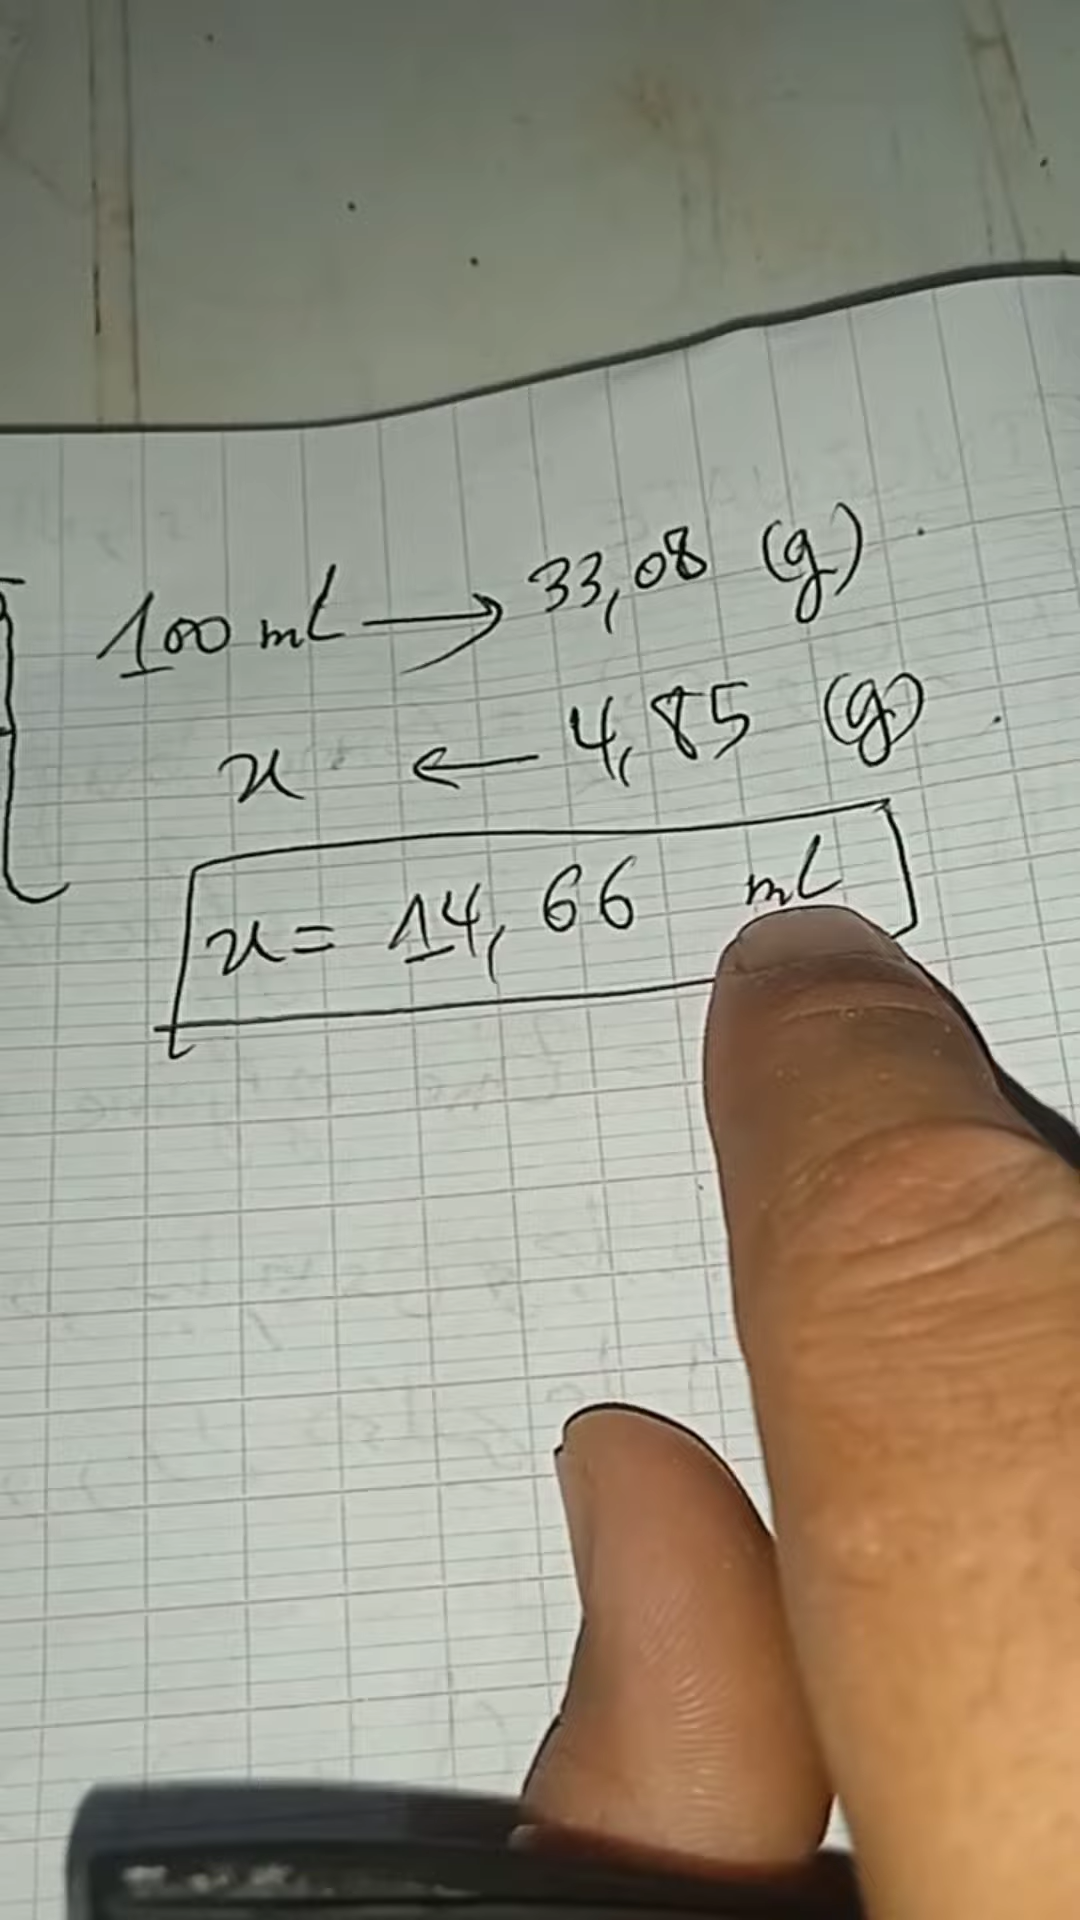 100 mL → 33,08 (g)
x ← 4,85 (g)
x = 14,66 mL